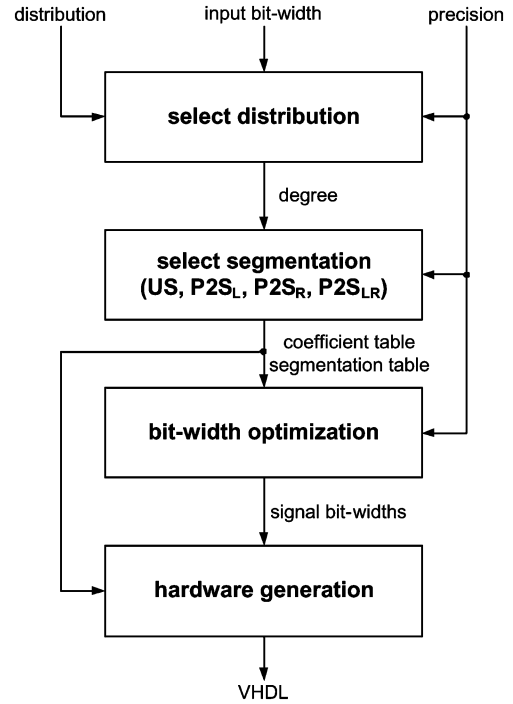 distribution
input bit-width
precision
select distribution
degree
select segmentation
(US, P2SL, P2SR, P2SLR)
coefficient table
segmentation table
bit-width optimization
signal bit-widths
hardware generation
VHDL